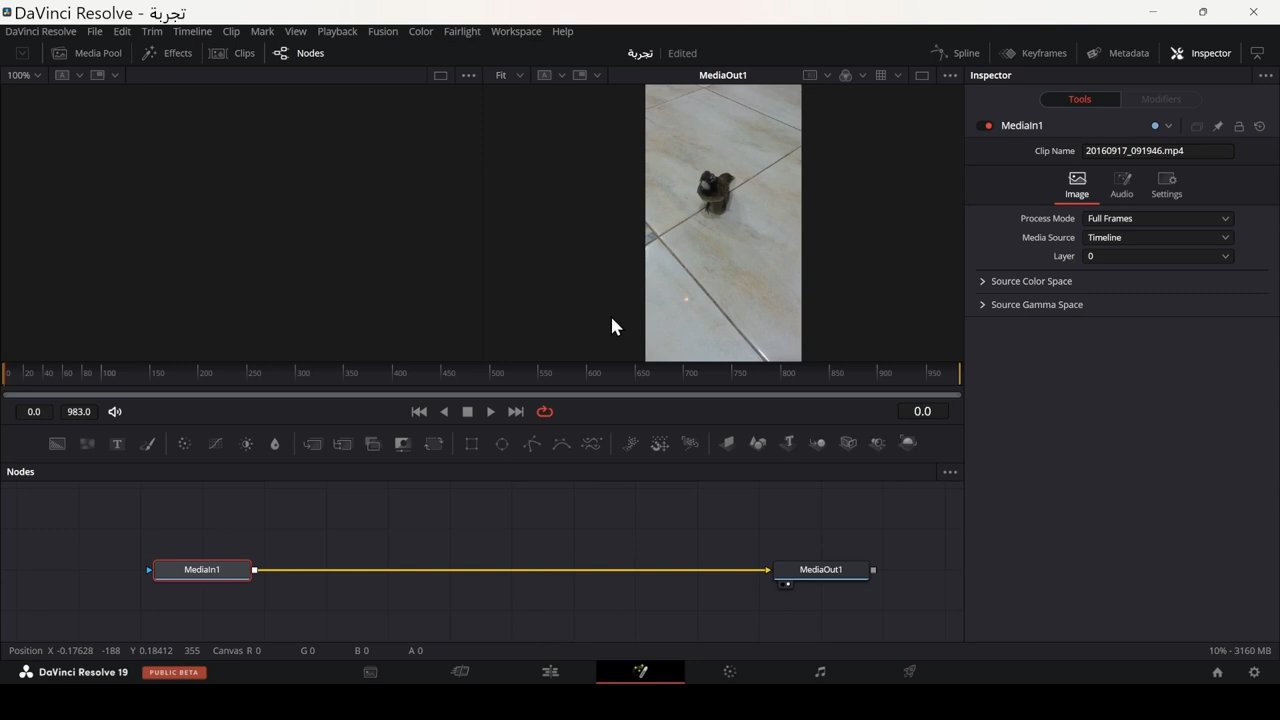 DaVinci Resolve - تجربة
DaVinci Resolve File Edit Trim Timeline Clip Mark View Playback Fusion Color Fairlight Workspace Help
Media Pool Effects Clips Nodes تجربة Edited Spline Keyframes Metadata Inspector
100% Fit MediaOut1 Inspector
Tools Modifiers
MediaIn1
Clip Name 20160917_091946.mp4
Image Audio Settings
Process Mode Full Frames
Media Source Timeline
Layer 0
Source Color Space
Source Gamma Space
0 20 40 60 80 100 150 200 250 300 350 400 450 500 550 600 650 700 750 800 850 900 950
0.0 983.0 0.0
Nodes
MediaIn1 MediaOut1
Position X -0.17628 -188 Y 0.18412 355 Canvas R 0 G 0 B 0 A 0 10% - 3160 MB
DaVinci Resolve 19 PUBLIC BETA